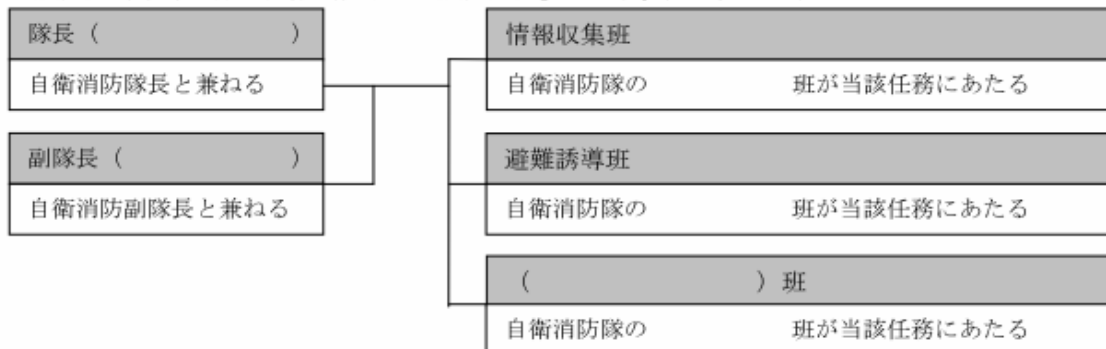 隊長（　　　　　　　　）
自衛消防隊長と兼ねる
副隊長（　　　　　　　）
自衛消防副隊長と兼ねる
情報収集班
自衛消防隊の　　　　　　班が当該任務にあたる
避難誘導班
自衛消防隊の　　　　　　班が当該任務にあたる
（　　　　　　　　　　）班
自衛消防隊の　　　　　　班が当該任務にあたる